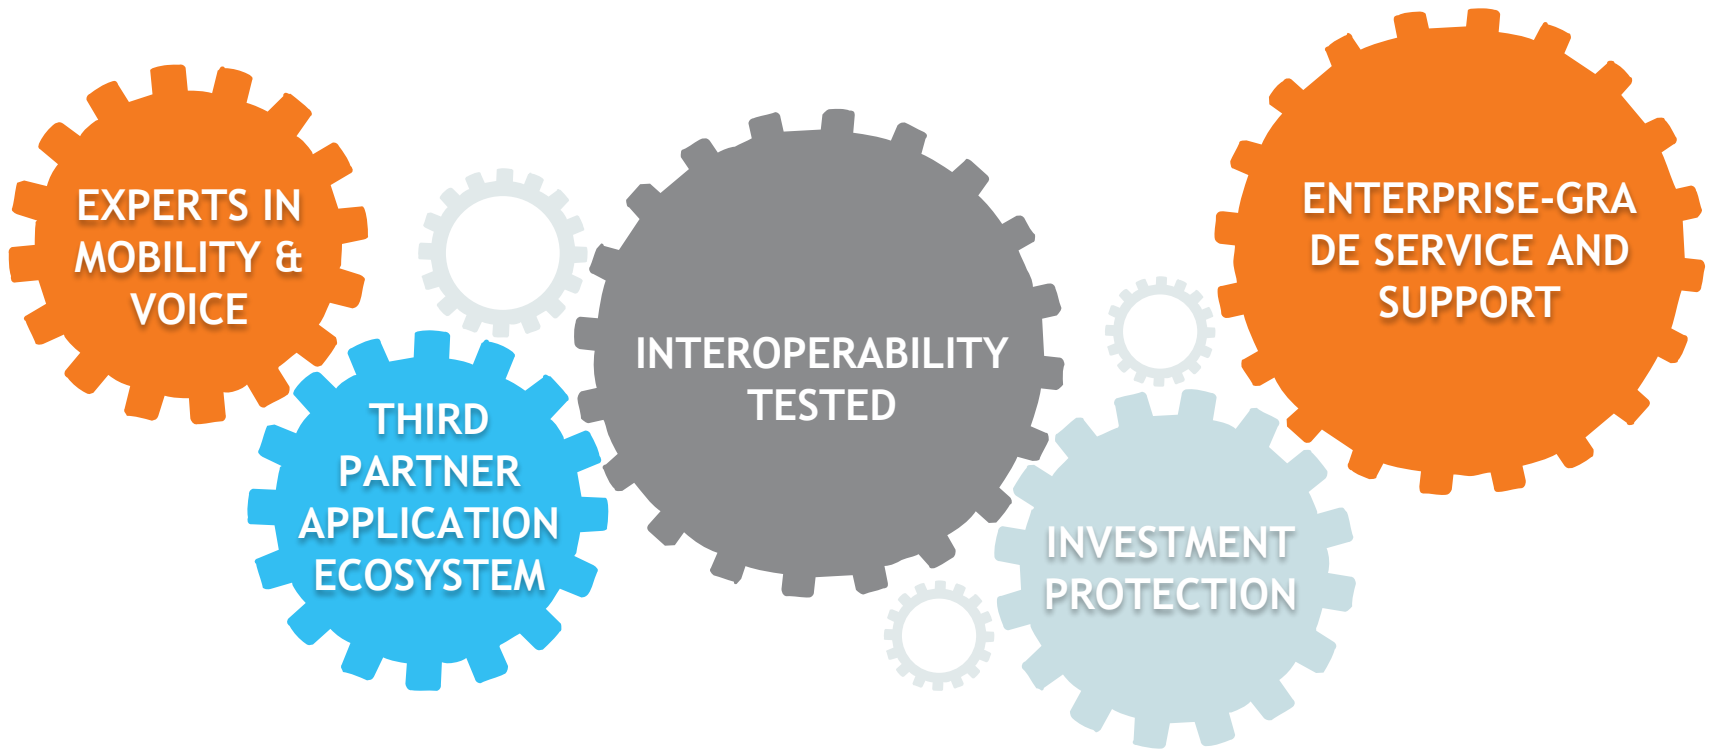 EXPERTS IN
MOBILITY &
VOICE
THIRD
PARTNER
APPLICATION
ECOSYSTEM
INTEROPERABILITY
TESTED
INVESTMENT
PROTECTION
ENTERPRISE-GRA
DE SERVICE AND
SUPPORT